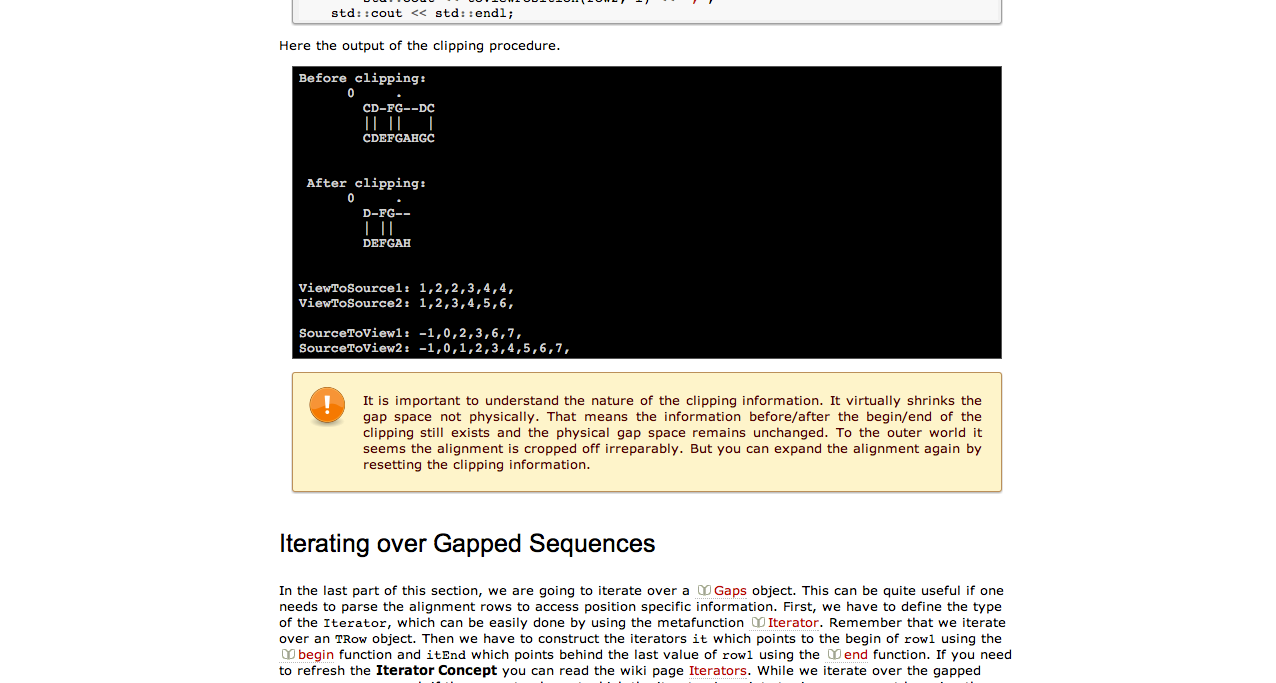 std::cout << std::endl;
Here the output of the clipping procedure.
Before clipping:
0     .
CD-FG--DC
|| ||   |
CDEFGAHGC
After clipping:
0     .
D-FG--
| ||
DEFGAH
ViewToSource1: 1,2,2,3,4,4,
ViewToSource2: 1,2,3,4,5,6,
SourceToView1: -1,0,2,3,6,7,
SourceToView2: -1,0,1,2,3,4,5,6,7,
It is important to understand the nature of the clipping information. It virtually shrinks the
gap space not physically. That means the information before/after the begin/end of the
clipping still exists and the physical gap space remains unchanged. To the outer world it
seems the alignment is cropped off irreparably. But you can expand the alignment again by
resetting the clipping information.
Iterating over Gapped Sequences
In the last part of this section, we are going to iterate over a Gaps object. This can be quite useful if one
needs to parse the alignment rows to access position specific information. First, we have to define the type
of the Iterator, which can be easily done by using the metafunction Iterator. Remember that we iterate
over an TRow object. Then we have to construct the iterators it which points to the begin of row1 using the
begin function and itEnd which points behind the last value of row1 using the end function. If you need
to refresh the Iterator Concept you can read the wiki page Iterators. While we iterate over the gapped